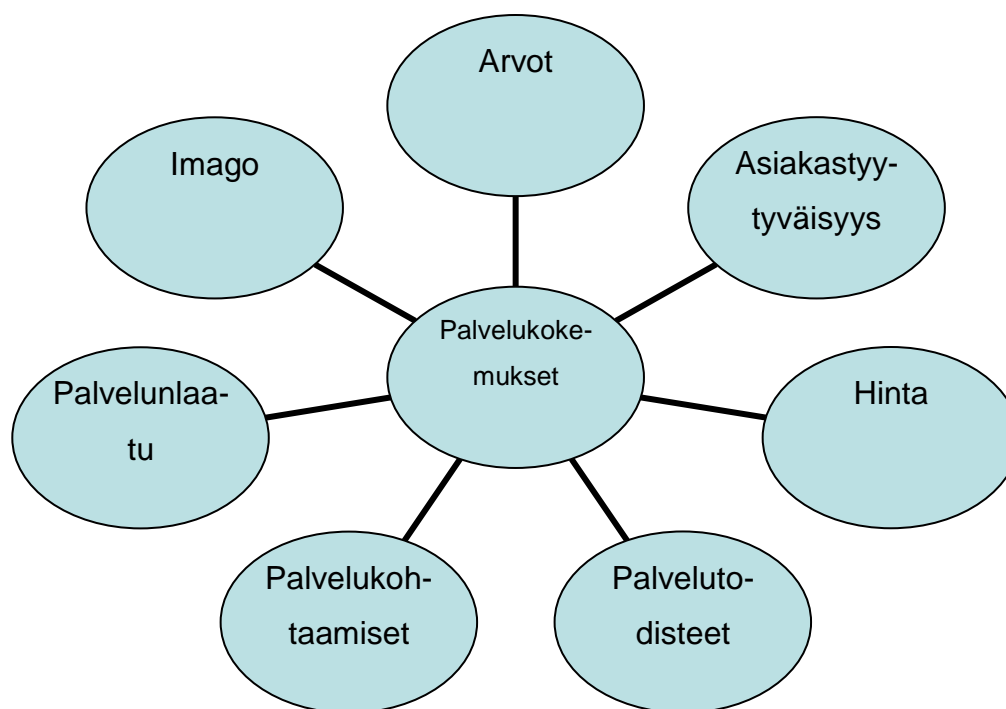 Arvot
Imago
Asiakastyy-
tyväisyys
Palvelukoke-
mukset
Palvelunlaa-
tu
Hinta
Palvelukoh-
taamiset
Palveluto-
disteet